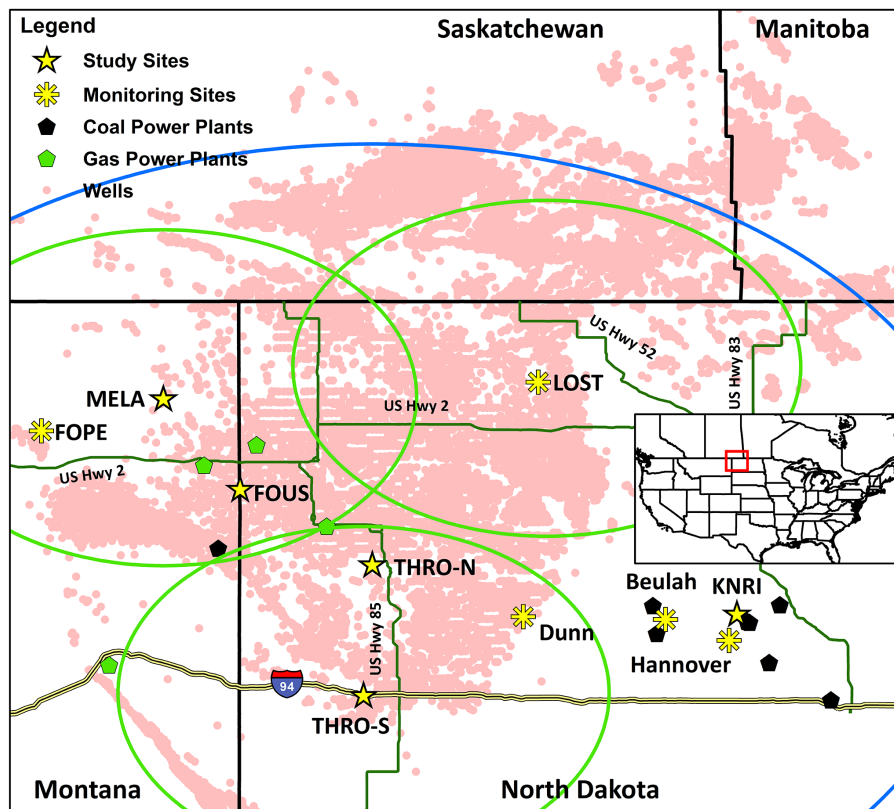 Legend
Study Sites
Monitoring Sites
Coal Power Plants
Gas Power Plants
Wells
Saskatchewan
Manitoba
US Hwy 52
US Hwy 83
MELA
LOST
US Hwy 2
FOPE
US Hwy 2
FOUS
THRO-N
Beulah
KNRI
US Hwy 85
Dunn
Hannover
94
THRO-S
Montana
North Dakota